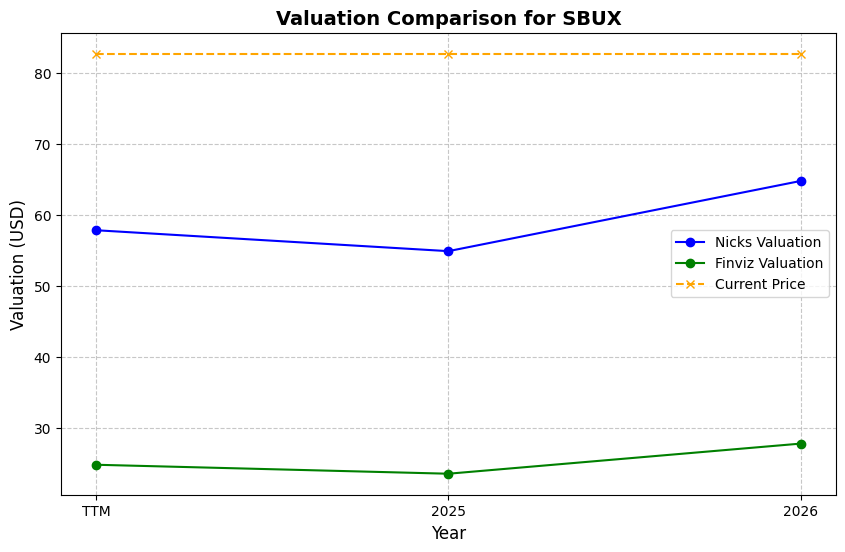 Valuation Comparison for SBUX
Valuation (USD)
80
70
60
50
40
30
Nicks Valuation
Finviz Valuation
Current Price
TTM 2025 2026
Year